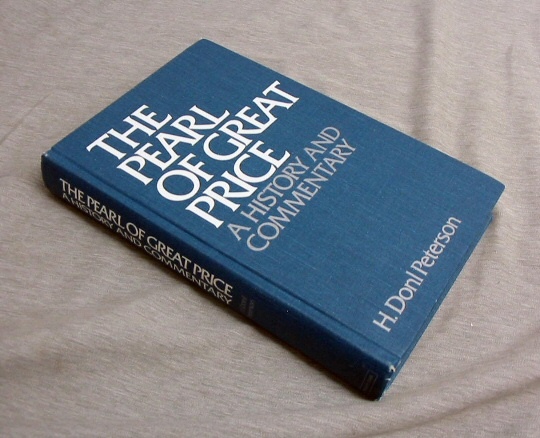 THE
PEARL
OF GREAT
PRICE
A HISTORY AND
COMMENTARY
H. Donl Peterson
THE PEARL OF GREAT PRICE
A HISTORY AND COMMENTARY